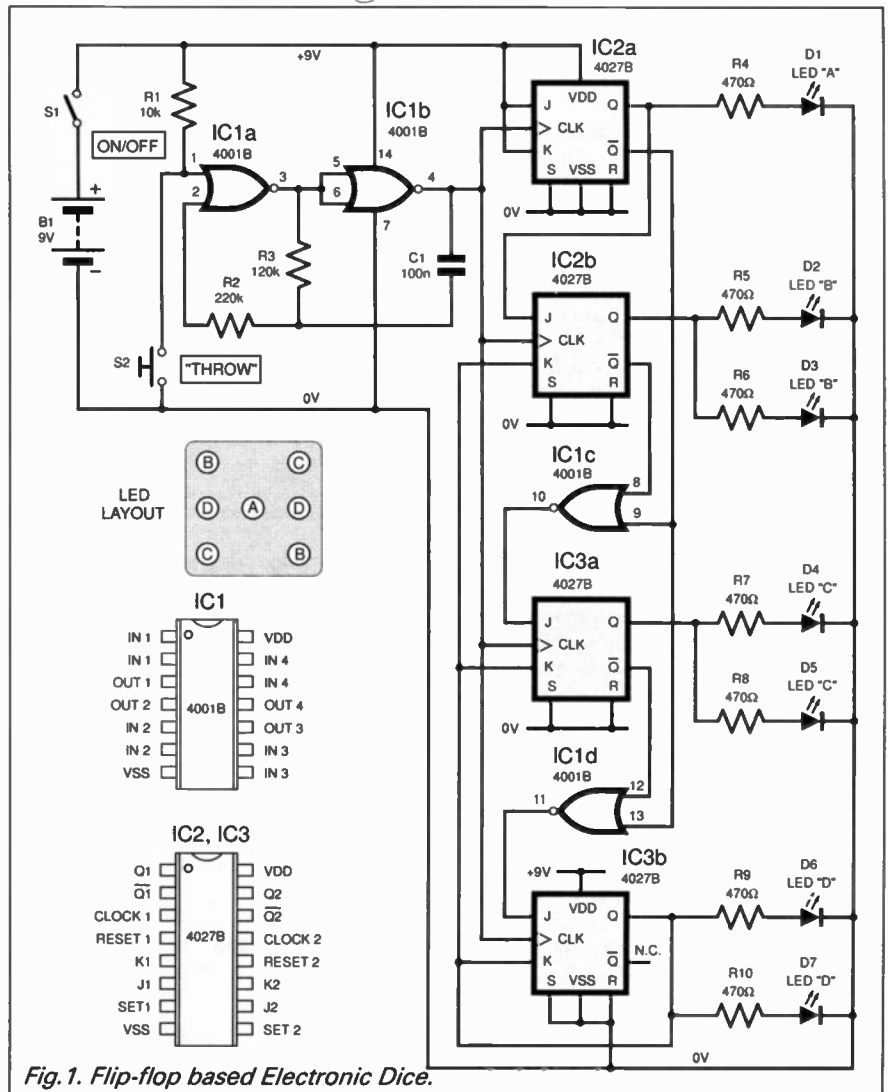 +9V
S1
ON/OFF
B1
9V
+
−
R1
10k
IC1a
4001B
1
2
3
IC1b
4001B
5
6
14
4
7
R3
120k
R2
220k
C1
100n
S2
"THROW"
0V
IC2a
4027B
J
VDD
Q
CLK
K
Q̅
S
VSS
R
0V
R4
470Ω
D1
LED "A"
IC2b
4027B
J
Q
CLK
K
Q̅
S
R
0V
R5
470Ω
D2
LED "B"
R6
470Ω
D3
LED "B"
IC1c
4001B
10
8
9
IC3a
4027B
J
Q
CLK
K
Q̅
S
R
0V
R7
470Ω
D4
LED "C"
R8
470Ω
D5
LED "C"
IC1d
4001B
11
12
13
IC3b
4027B
+9V
J
VDD
Q
CLK
K
Q̅
N.C.
S
VSS
R
R9
470Ω
D6
LED "D"
R10
470Ω
D7
LED "D"
0V
LED
LAYOUT
B C
D A D
C B
IC1
IN 1 VDD
IN 1 IN 4
OUT 1 IN 4
OUT 2 4001B OUT 4
IN 2 OUT 3
IN 2 IN 3
VSS IN 3
IC2, IC3
Q1 VDD
Q̅1̅ Q2
CLOCK 1 Q̅2̅
RESET 1 4027B CLOCK 2
K1 RESET 2
J1 K2
SET1 J2
VSS SET 2
Fig.1. Flip-flop based Electronic Dice.